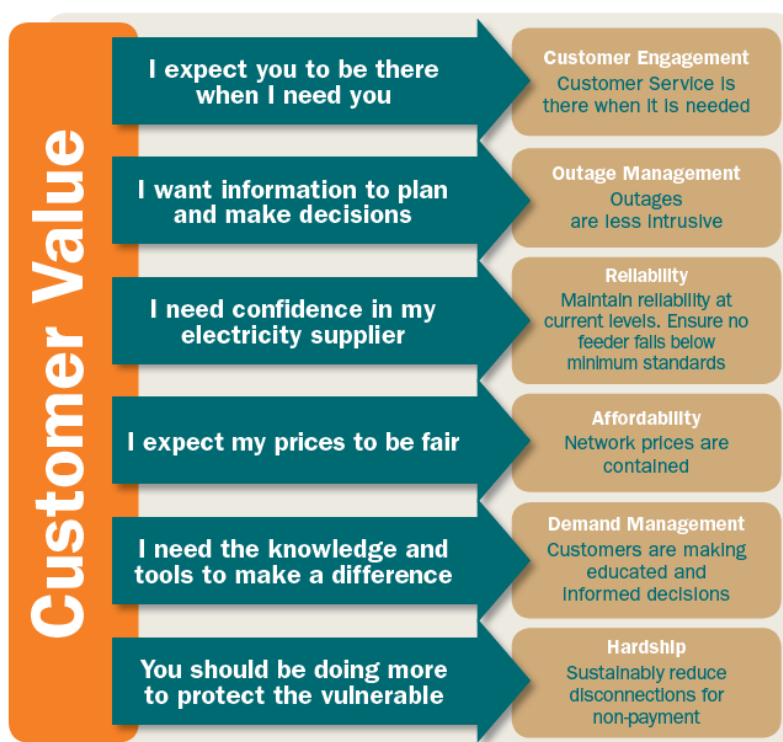 Customer Value
I expect you to be there
when I need you
Customer Engagement
Customer Service is
there when it is needed
I want information to plan
and make decisions
Outage Management
Outages
are less intrusive
I need confidence in my
electricity supplier
Reliability
Maintain reliability at
current levels. Ensure no
feeder falls below
minimum standards
I expect my prices to be fair
Affordability
Network prices are
contained
I need the knowledge and
tools to make a difference
Demand Management
Customers are making
educated and
informed decisions
You should be doing more
to protect the vulnerable
Hardship
Sustainably reduce
disconnections for
non-payment